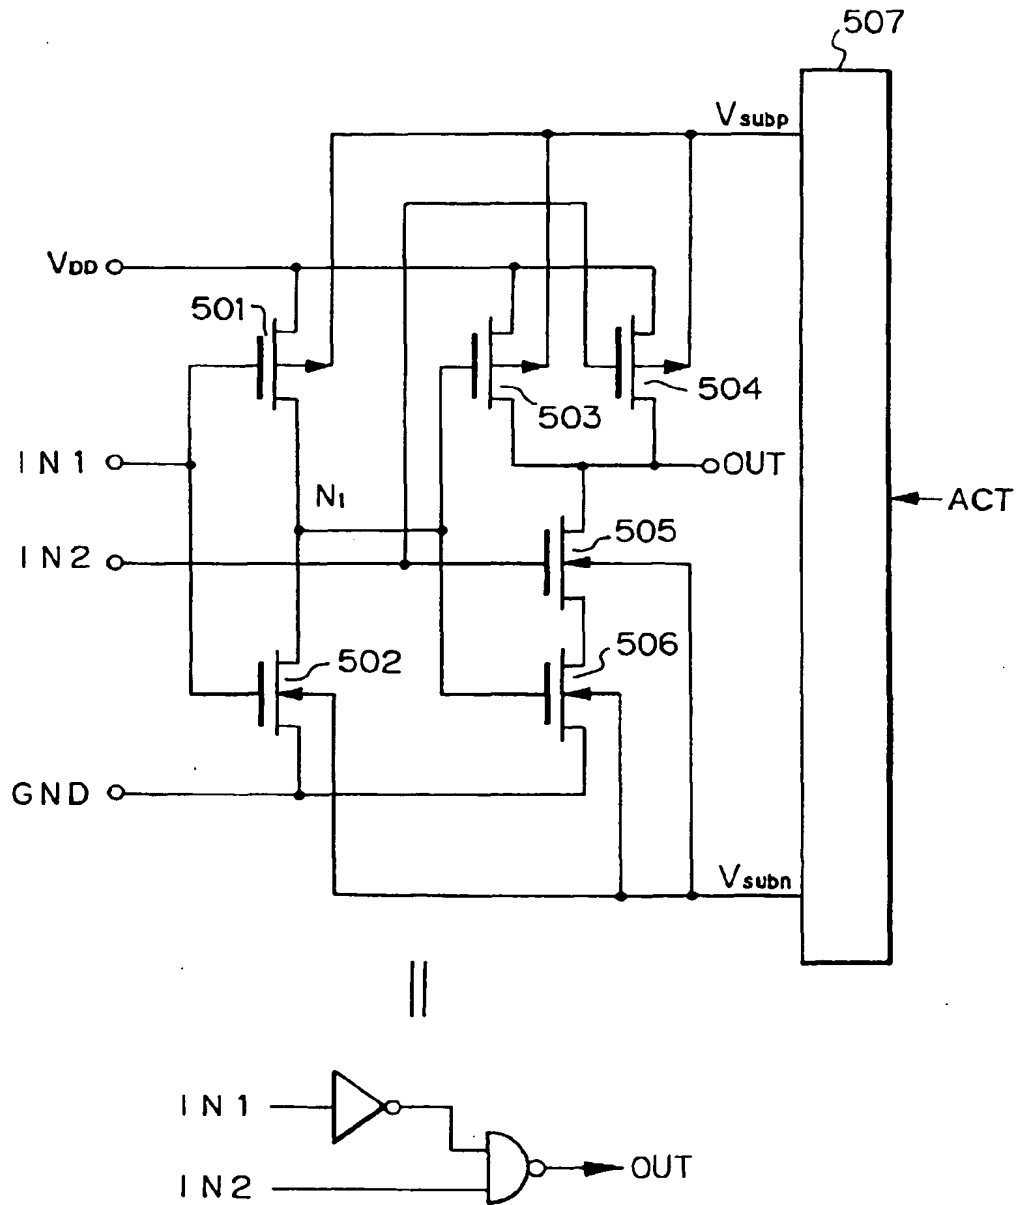 507
Vsubp
VDD
501
503
504
IN1
OUT
N1
ACT
505
IN2
506
502
GND
Vsubn
IN1
OUT
IN2